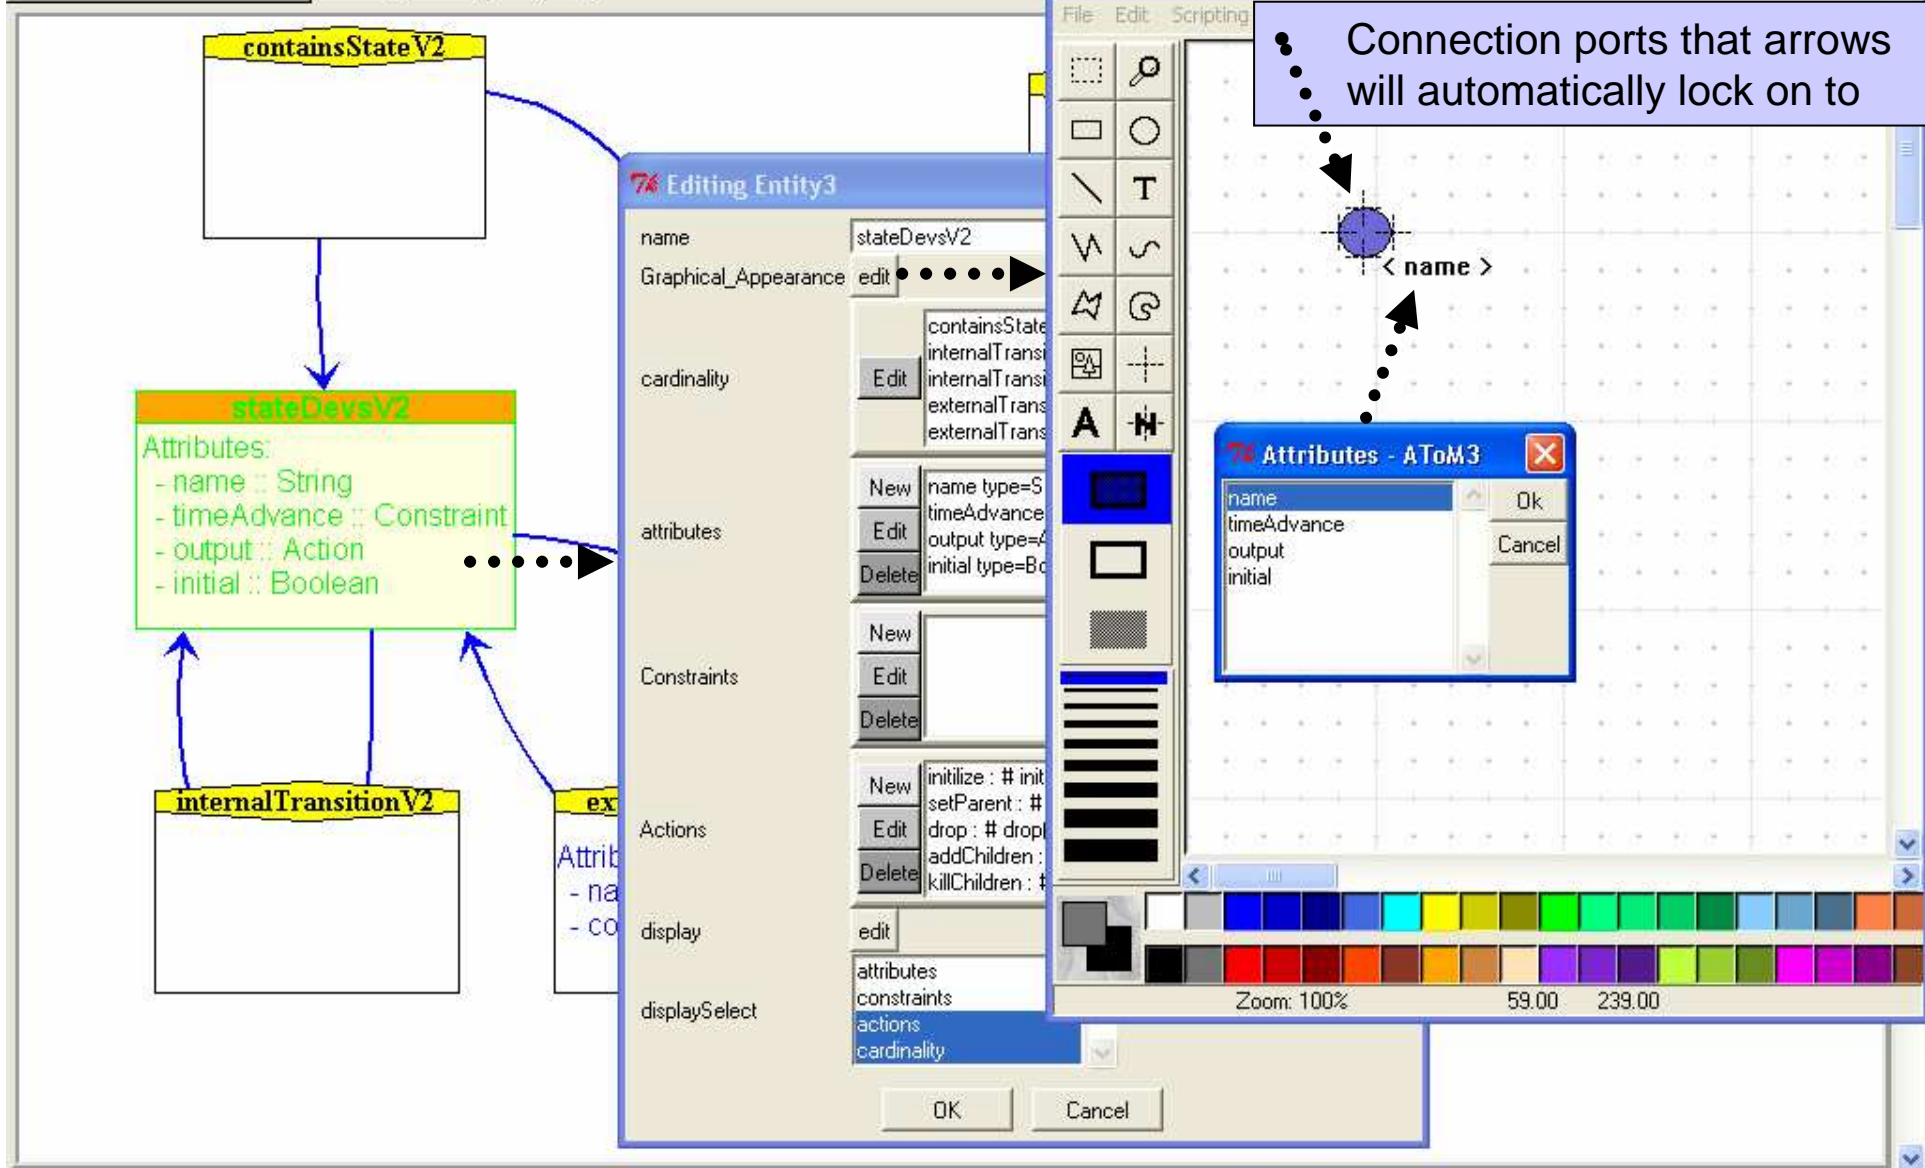 containsStateV2
stateDevsV2
Attributes:
- name :: String
- timeAdvance :: Constraint
- output :: Action
- initial :: Boolean
internalTransitionV2
ex
Attrib
- na
- co
Editing Entity3
name
stateDevsV2
Graphical_Appearance
edit
cardinality
Edit
containsState
internalTransi
internalTransi
externalTrans
externalTrans
attributes
New
Edit
Delete
name type=S
timeAdvance
output type=A
initial type=Bo
Constraints
New
Edit
Delete
Actions
New
Edit
Delete
initilize : # init
setParent : #
drop : # drop
addChildren :
killChildren : #
display
edit
displaySelect
attributes
constraints
actions
cardinality
OK
Cancel
File Edit Scripting
T
A
Connection ports that arrows
will automatically lock on to
< name >
Attributes - AToM3
name
timeAdvance
output
initial
Ok
Cancel
Zoom: 100% 59.00 239.00